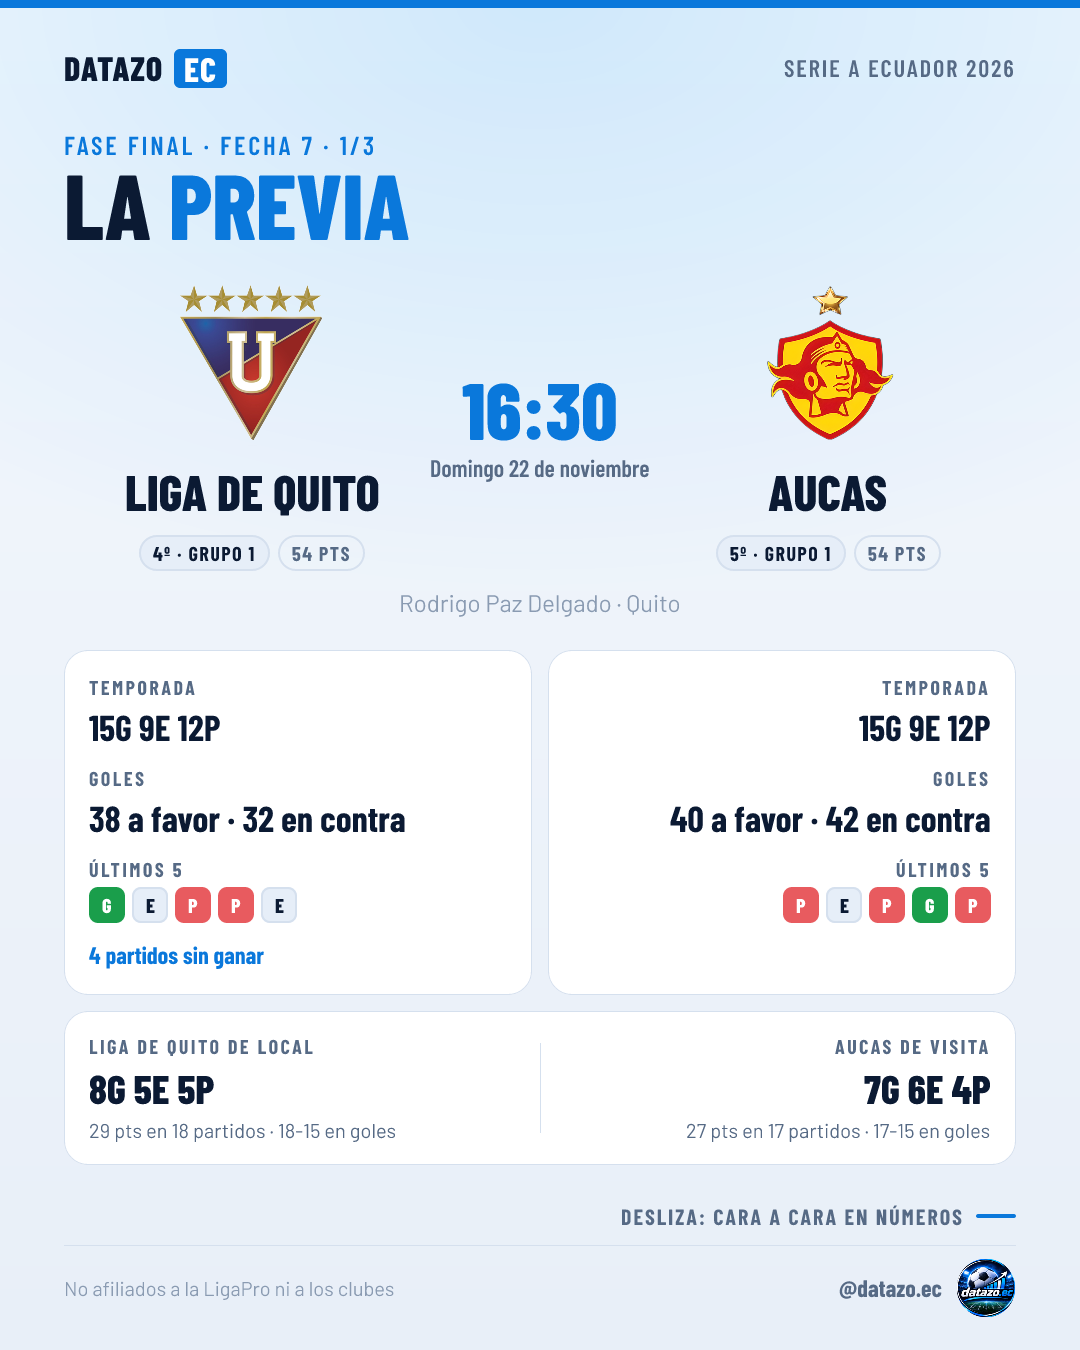 DATAZO EC
SERIE A ECUADOR 2026
FASE FINAL · FECHA 7 · 1/3
LA PREVIA
U
16:30
Domingo 22 de noviembre
LIGA DE QUITO
AUCAS
4º · GRUPO 1
54 PTS
5º · GRUPO 1
54 PTS
Rodrigo Paz Delgado · Quito
TEMPORADA
15G 9E 12P
GOLES
38 a favor · 32 en contra
ÚLTIMOS 5
G E P P E
4 partidos sin ganar
TEMPORADA
15G 9E 12P
GOLES
40 a favor · 42 en contra
ÚLTIMOS 5
P E P G P
LIGA DE QUITO DE LOCAL
8G 5E 5P
29 pts en 18 partidos · 18-15 en goles
AUCAS DE VISITA
7G 6E 4P
27 pts en 17 partidos · 17-15 en goles
DESLIZA: CARA A CARA EN NÚMEROS
No afiliados a la LigaPro ni a los clubes
@datazo.ec
datazo.ec